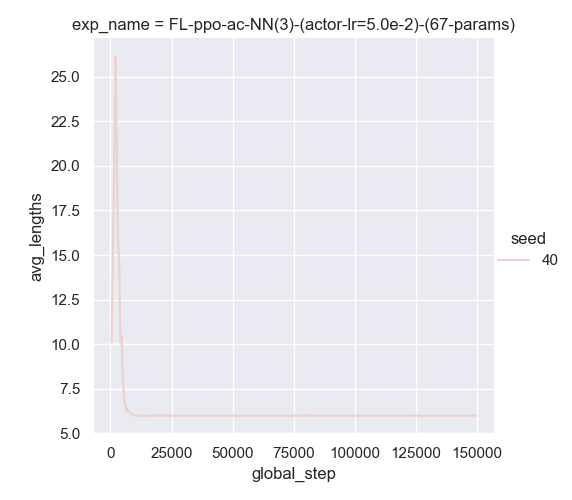 exp_name = FL-ppo-ac-NN(3)-(actor-lr=5.0e-2)-(67-params)
25.0
22.5
20.0
17.5
15.0
12.5
10.0
7.5
5.0
avg_lengths
seed
40
0 25000 50000 75000 100000 125000 150000
global_step